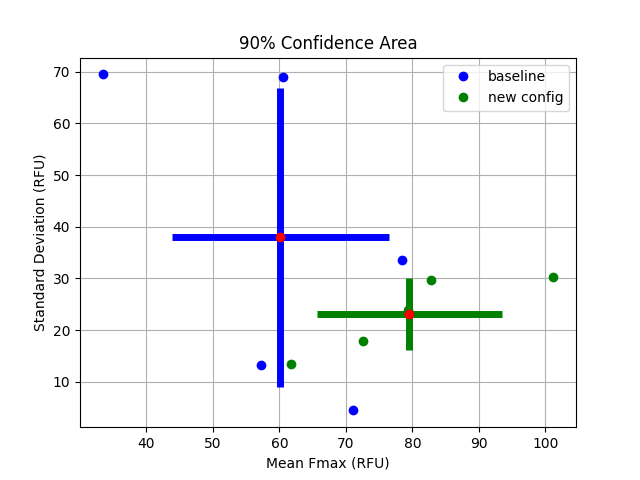 90% Confidence Area
baseline
new config
70
60
50
40
30
20
10
Standard Deviation (RFU)
40 50 60 70 80 90 100
Mean Fmax (RFU)